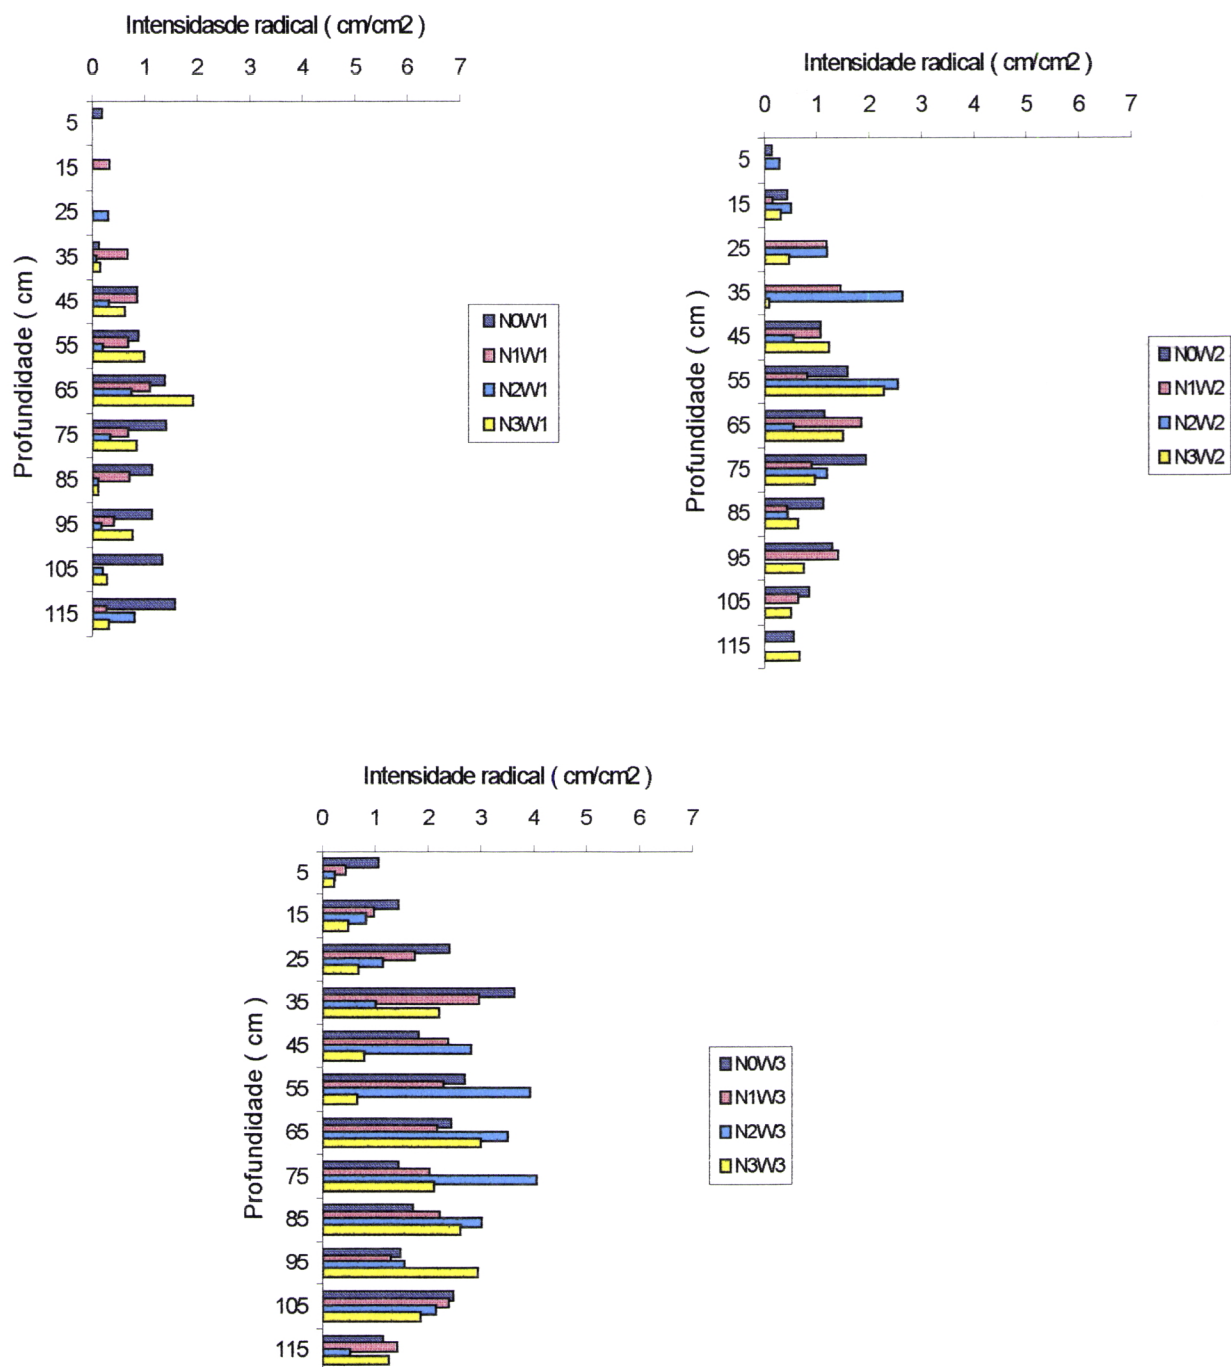 Intensidasde radical ( cm/cm2 )
0 1 2 3 4 5 6 7
Profundidade ( cm )
5
15
25
35
45
55
65
75
85
95
105
115
N0W1
N1W1
N2W1
N3W1
Intensidade radical ( cm/cm2 )
0 1 2 3 4 5 6 7
Profundidade ( cm )
5
15
25
35
45
55
65
75
85
95
105
115
N0W2
N1W2
N2W2
N3W2
Intensidade radical ( cm/cm2 )
0 1 2 3 4 5 6 7
Profundidade ( cm )
5
15
25
35
45
55
65
75
85
95
105
115
N0W3
N1W3
N2W3
N3W3